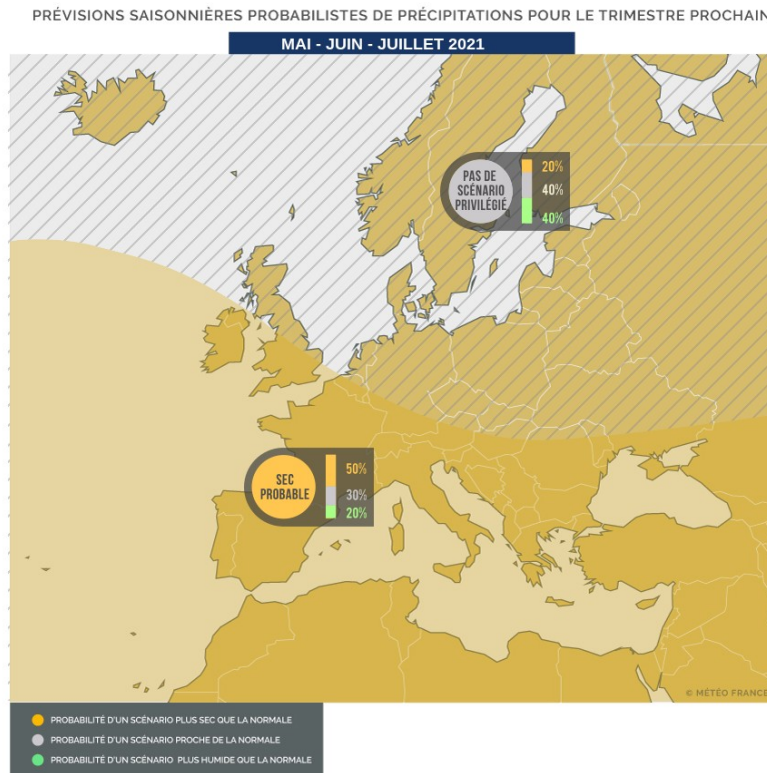 PRÉVISIONS SAISONNIÈRES PROBABILISTES DE PRÉCIPITATIONS POUR LE TRIMESTRE PROCHAIN
MAI - JUIN - JUILLET 2021
PAS DE
SCÉNARIO
PRIVILÉGIÉ
20%
40%
40%
SEC
PROBABLE
50%
30%
20%
© MÉTÉO FRANCE
PROBABILITÉ D'UN SCÉNARIO PLUS SEC QUE LA NORMALE
PROBABILITÉ D'UN SCÉNARIO PROCHE DE LA NORMALE
PROBABILITÉ D'UN SCÉNARIO PLUS HUMIDE QUE LA NORMALE